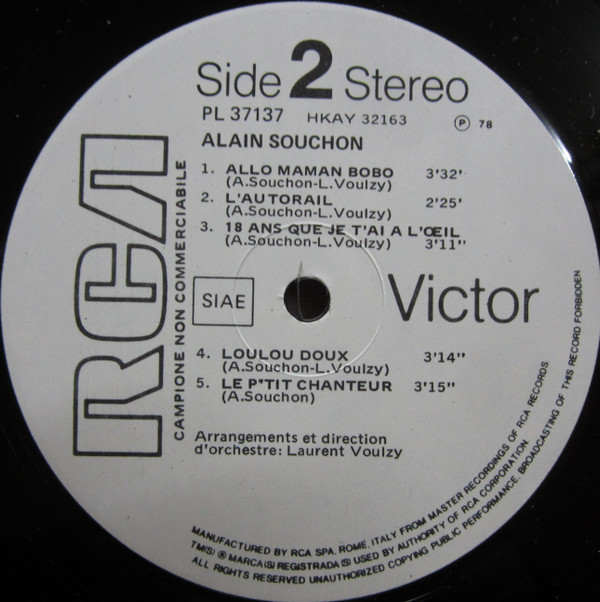 Side 2 Stereo
PL 37137 HKAY 32163 ℗ 78
ALAIN SOUCHON
1. ALLO MAMAN BOBO 3'32'
(A.Souchon-L.Voulzy)
2. L'AUTORAIL 2'25'
(A.Souchon-L.Voulzy)
3. 18 ANS QUE JE T'AI A L'ŒIL
(A.Souchon-L.Voulzy) 3'11''
RCA
CAMPIONE NON COMMERCIABILE
SIAE
Victor
4. LOULOU DOUX 3'14''
(A.Souchon-L.Voulzy)
5. LE P"TIT CHANTEUR 3'15''
(A.Souchon)
Arrangements et direction
d'orchestre: Laurent Voulzy
MANUFACTURED BY RCA SPA, ROME, ITALY FROM MASTER RECORDINGS OF RCA RECORDS
TM(S) ® MARCA(S) REGISTRADA(S) USED BY AUTHORITY OF RCA CORPORATION
ALL RIGHTS RESERVED UNAUTHORIZED COPYING PUBLIC PERFORMANCE. BROADCASTING OF THIS RECORD FORBIDDEN